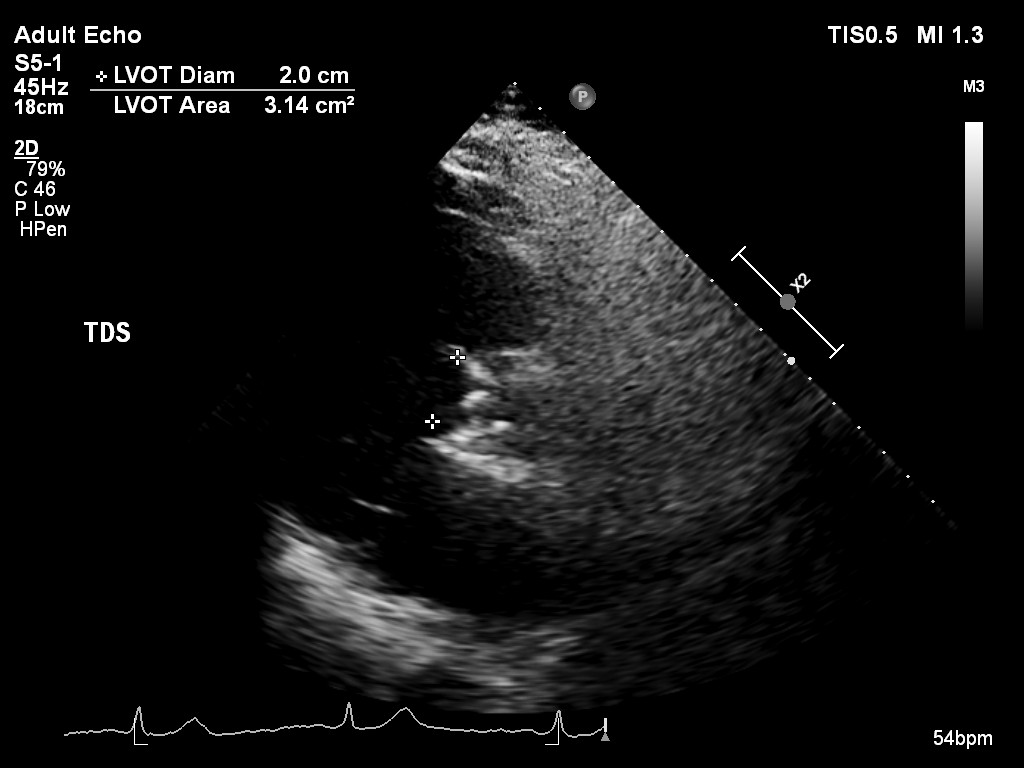 Adult Echo
TIS0.5 MI 1.3
S5-1
45Hz
18cm
LVOT Diam 2.0 cm
LVOT Area 3.14 cm²
M3
P
2D
79%
C 46
P Low
HPen
X2
TDS
54bpm